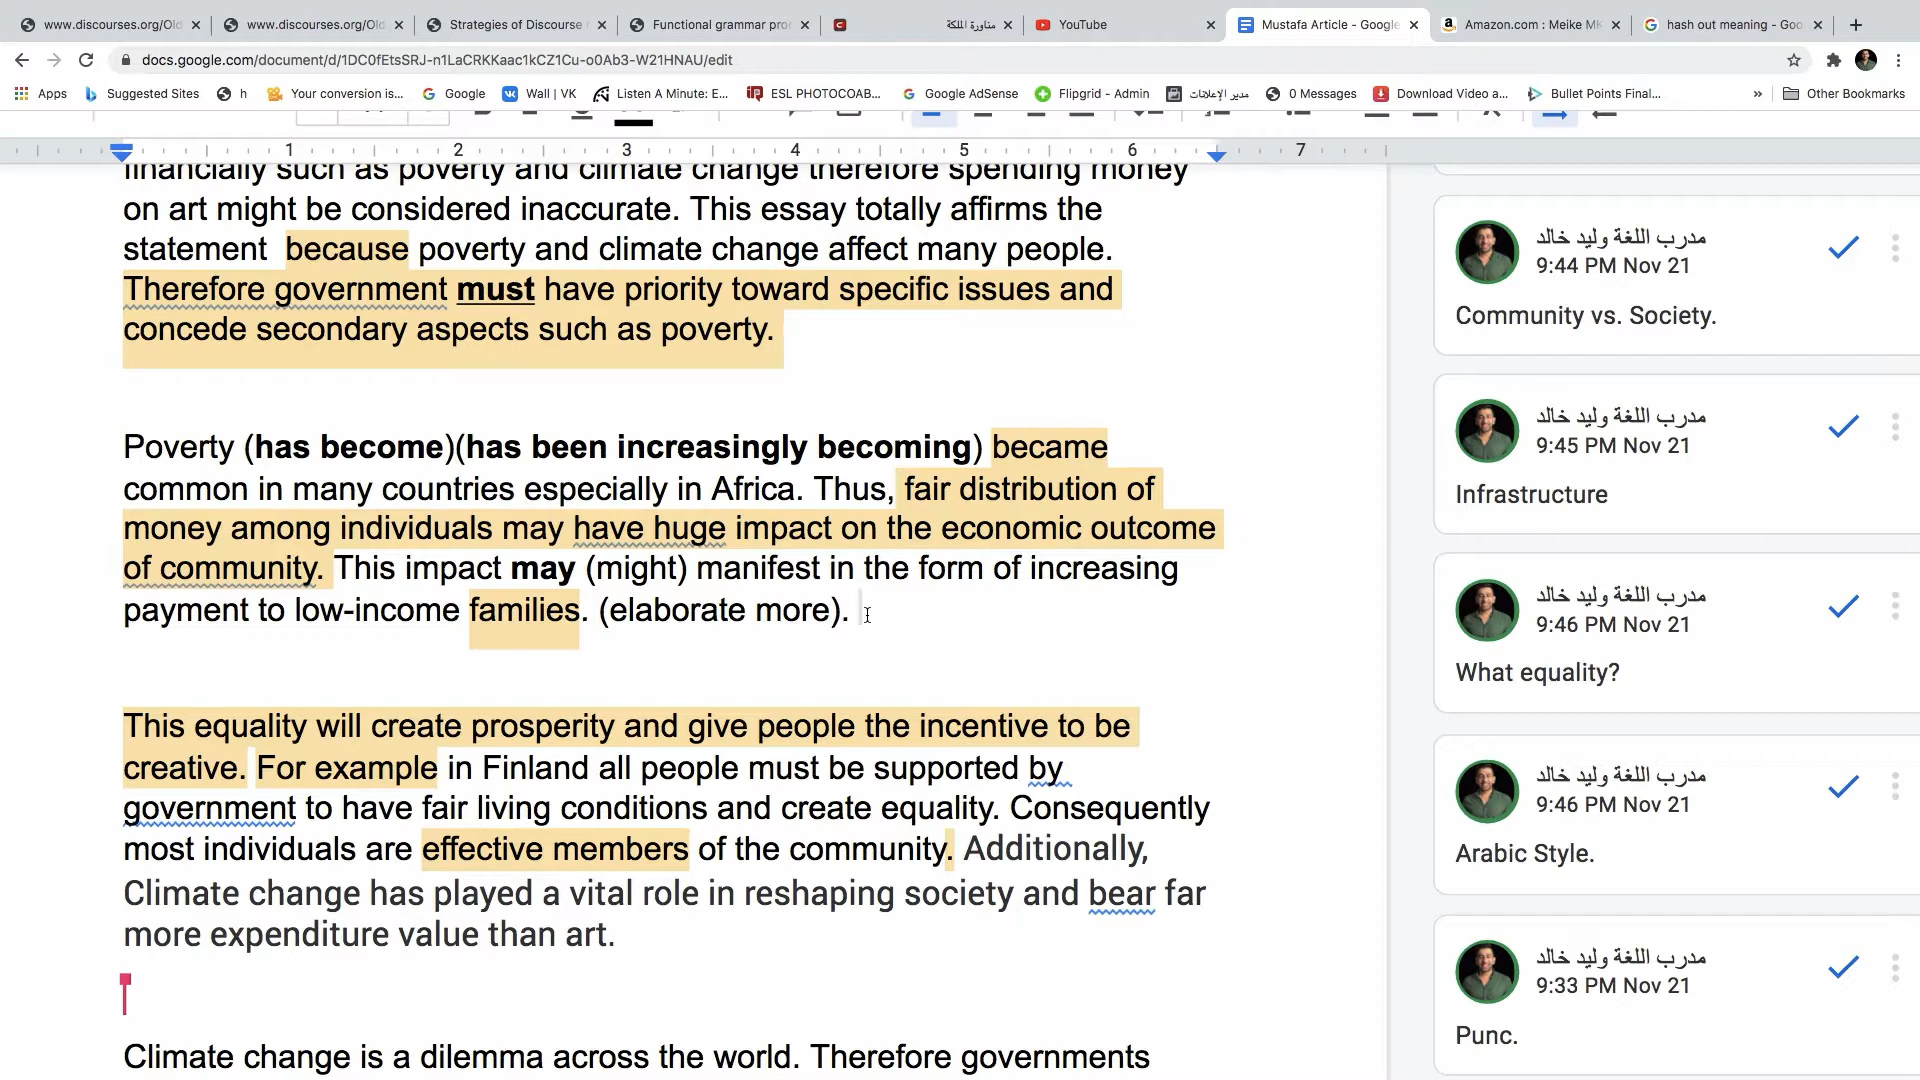 www.discourses.org/Old
www.discourses.org/Old
Strategies of Discourse
Functional grammar pro
مناورة الملكة
YouTube
Mustafa Article - Google
Amazon.com : Meike MK
hash out meaning - Goo
docs.google.com/document/d/1DC0fEtsSRJ-n1LaCRKKaac1kCZ1Cu-o0Ab3-W21HNAU/edit
Apps
Suggested Sites
h
Your conversion is...
Google
Wall | VK
Listen A Minute: E...
ESL PHOTOCOAB...
Google AdSense
Flipgrid - Admin
مدير الإعلانات
0 Messages
Download Video a...
Bullet Points Final...
»
Other Bookmarks
1 2 3 4 5 6 7
financially such as poverty and climate change therefore spending money
on art might be considered inaccurate. This essay totally affirms the
statement because poverty and climate change affect many people.
Therefore government must have priority toward specific issues and
concede secondary aspects such as poverty.
Poverty (has become)(has been increasingly becoming) became
common in many countries especially in Africa. Thus, fair distribution of
money among individuals may have huge impact on the economic outcome
of community. This impact may (might) manifest in the form of increasing
payment to low-income families. (elaborate more).
This equality will create prosperity and give people the incentive to be
creative. For example in Finland all people must be supported by
government to have fair living conditions and create equality. Consequently
most individuals are effective members of the community. Additionally,
Climate change has played a vital role in reshaping society and bear far
more expenditure value than art.
Climate change is a dilemma across the world. Therefore governments
مدرب اللغة وليد خالد
9:44 PM Nov 21
Community vs. Society.
مدرب اللغة وليد خالد
9:45 PM Nov 21
Infrastructure
مدرب اللغة وليد خالد
9:46 PM Nov 21
What equality?
مدرب اللغة وليد خالد
9:46 PM Nov 21
Arabic Style.
مدرب اللغة وليد خالد
9:33 PM Nov 21
Punc.